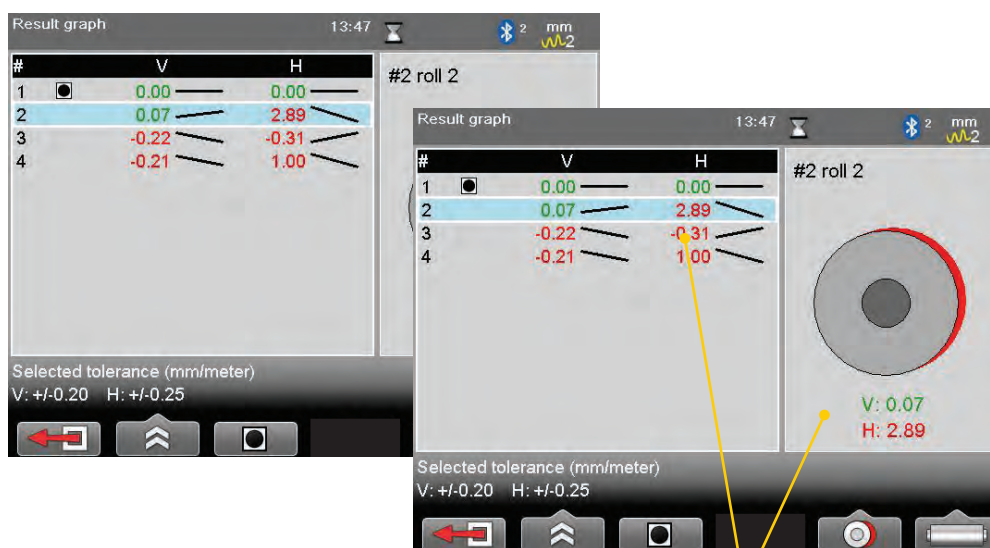 Result graph 13:47 2 mm
2
# V H
1 0.00 0.00
2 0.07 2.89
3 -0.22 -0.31
4 -0.21 1.00
#2 roll 2
Selected tolerance (mm/meter)
V: +/-0.20 H: +/-0.25
Result graph 13:47 2 mm
2
# V H
1 0.00 0.00
2 0.07 2.89
3 -0.22 -0.31
4 -0.21 1.00
#2 roll 2
V: 0.07
H: 2.89
Selected tolerance (mm/meter)
V: +/-0.20 H: +/-0.25